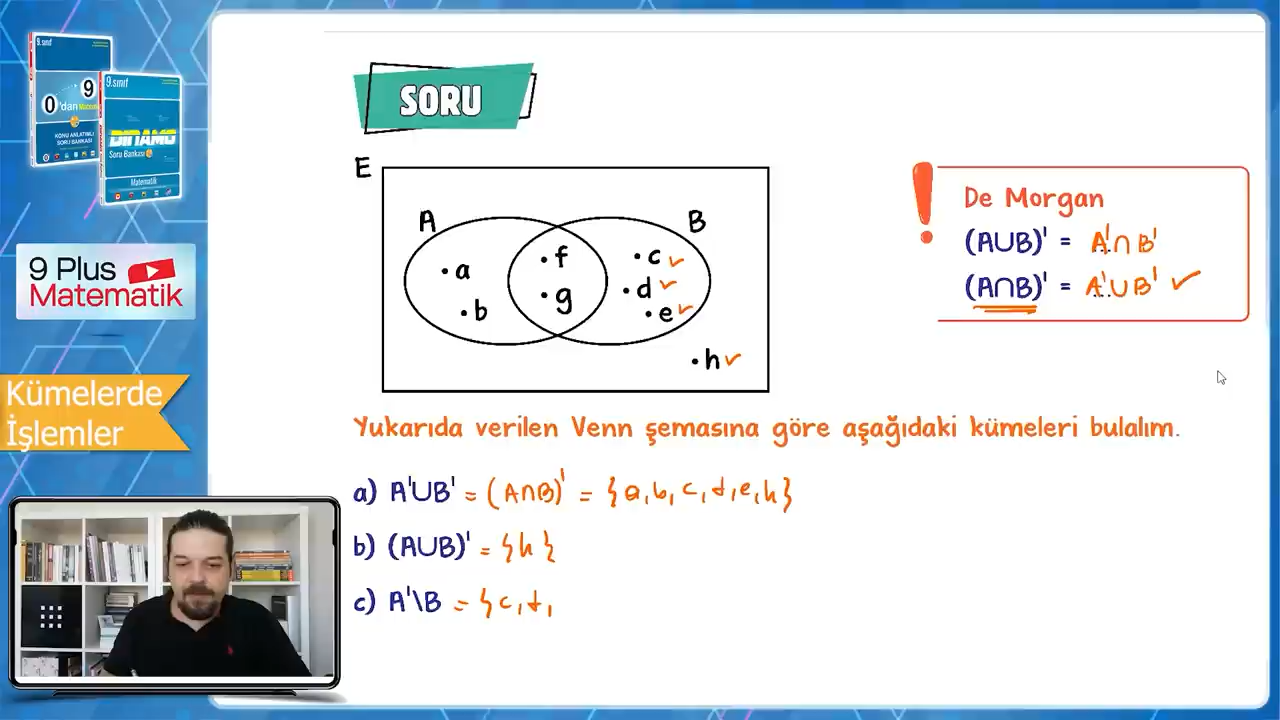 9.sınıf
0'dan 9 Matematik
KONU ANLATIMLI
SORU BANKASI
9.sınıf
DİNAMO
Soru Bankası
Matematik
9 Plus
Matematik
Kümelerde
İşlemler
SORU
E
A
B
a
b
f
g
c ✓
d ✓
e ✓
h ✓
!
De Morgan
(A∪B)' = A'∩B'
(A∩B)' = A'∪B' ✓
Yukarıda verilen Venn şemasına göre aşağıdaki kümeleri bulalım.
a) A'∪B' = (A∩B)' = {a, b, c, d, e, h}
b) (A∪B)' = {h}
c) A'\B = {c, d,